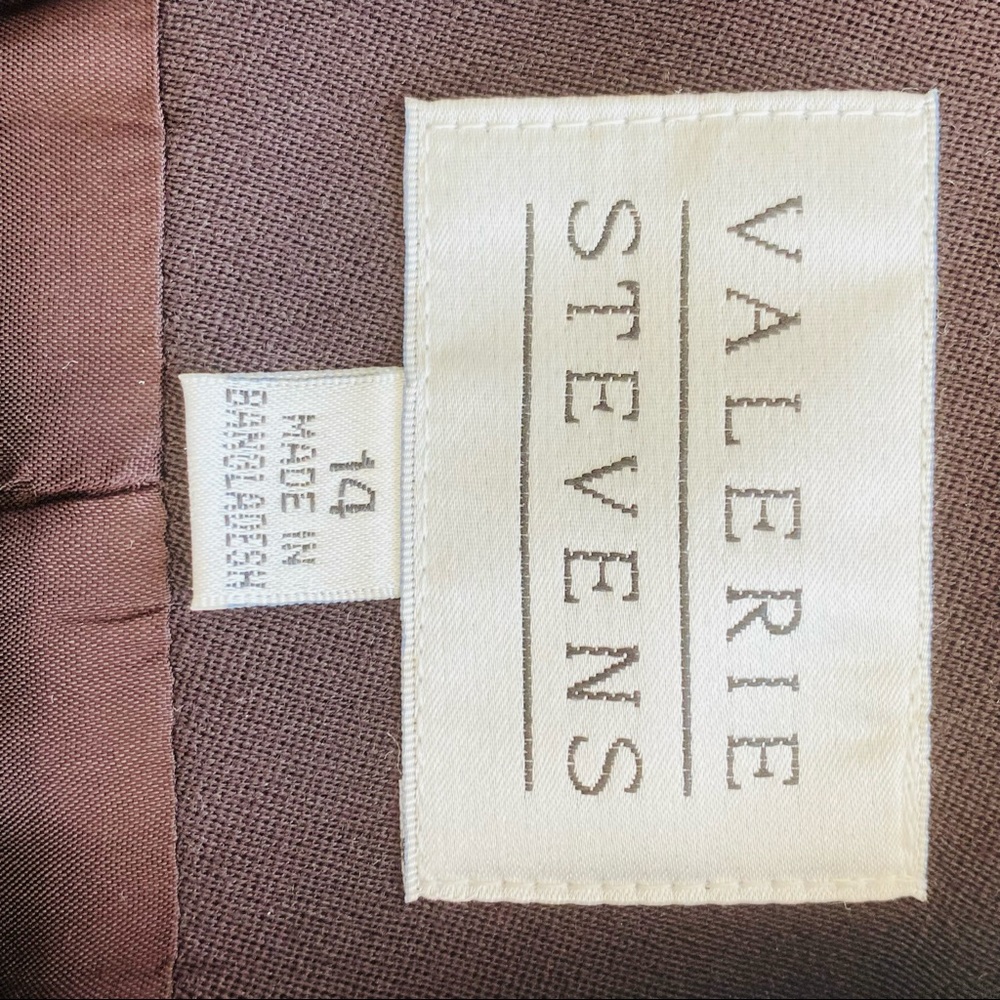 VALERIE
STEVENS
14
MADE IN
BANGLADESH